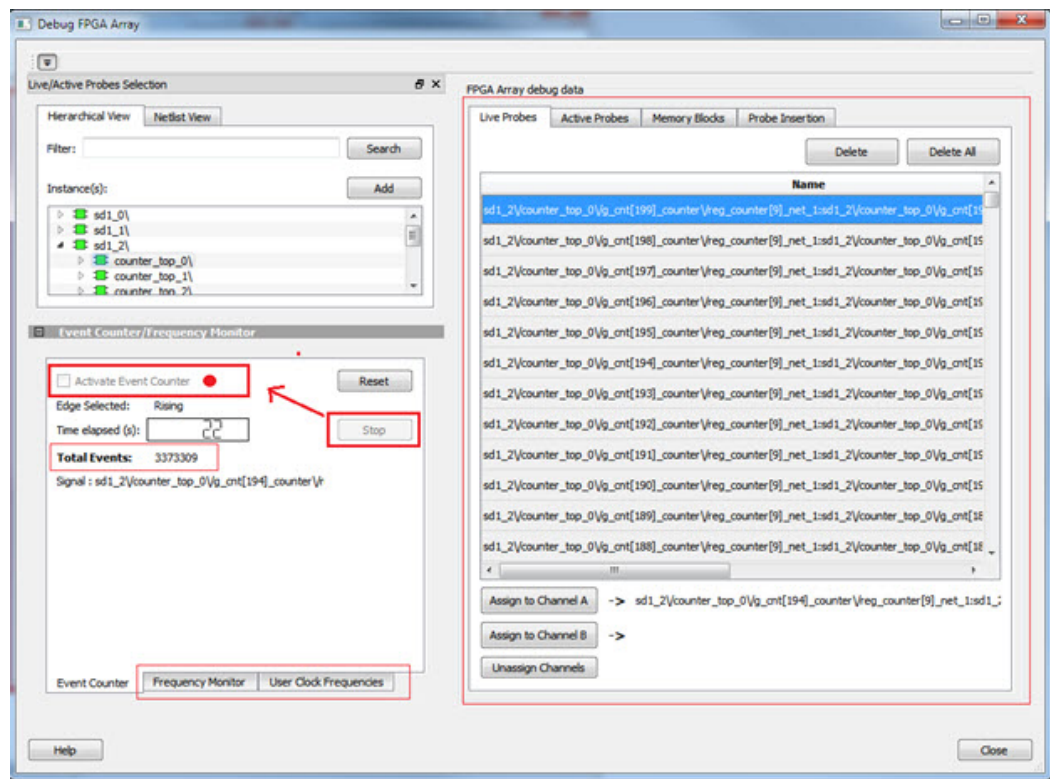 Debug FPGA Array
Live/Active Probes Selection
Hierarchical View Netlist View
Filter: Search
Instance(s): Add
sd1_0\
sd1_1\
sd1_2\
counter_top_0\
counter_top_1\
counter_top_2\
Event Counter/Frequency Monitor
Activate Event Counter Reset
Edge Selected: Rising
Time elapsed (s): 22 Stop
Total Events: 3373309
Signal : sd1_2\/counter_top_0\/g_cnt[194]_counter\/r
Event Counter Frequency Monitor User Clock Frequencies
FPGA Array debug data
Live Probes Active Probes Memory Blocks Probe Insertion
Delete Delete All
Name
sd1_2\/counter_top_0\/g_cnt[199]_counter\/reg_counter[9]_net_1:sd1_2\/counter_top_0\/g_cnt[19
sd1_2\/counter_top_0\/g_cnt[198]_counter\/reg_counter[9]_net_1:sd1_2\/counter_top_0\/g_cnt[19
sd1_2\/counter_top_0\/g_cnt[197]_counter\/reg_counter[9]_net_1:sd1_2\/counter_top_0\/g_cnt[19
sd1_2\/counter_top_0\/g_cnt[196]_counter\/reg_counter[9]_net_1:sd1_2\/counter_top_0\/g_cnt[19
sd1_2\/counter_top_0\/g_cnt[195]_counter\/reg_counter[9]_net_1:sd1_2\/counter_top_0\/g_cnt[19
sd1_2\/counter_top_0\/g_cnt[194]_counter\/reg_counter[9]_net_1:sd1_2\/counter_top_0\/g_cnt[19
sd1_2\/counter_top_0\/g_cnt[193]_counter\/reg_counter[9]_net_1:sd1_2\/counter_top_0\/g_cnt[19
sd1_2\/counter_top_0\/g_cnt[192]_counter\/reg_counter[9]_net_1:sd1_2\/counter_top_0\/g_cnt[19
sd1_2\/counter_top_0\/g_cnt[191]_counter\/reg_counter[9]_net_1:sd1_2\/counter_top_0\/g_cnt[19
sd1_2\/counter_top_0\/g_cnt[190]_counter\/reg_counter[9]_net_1:sd1_2\/counter_top_0\/g_cnt[19
sd1_2\/counter_top_0\/g_cnt[189]_counter\/reg_counter[9]_net_1:sd1_2\/counter_top_0\/g_cnt[18
sd1_2\/counter_top_0\/g_cnt[188]_counter\/reg_counter[9]_net_1:sd1_2\/counter_top_0\/g_cnt[18
Assign to Channel A -> sd1_2\/counter_top_0\/g_cnt[194]_counter\/reg_counter[9]_net_1:sd1_2
Assign to Channel B ->
Unassign Channels
Help Close